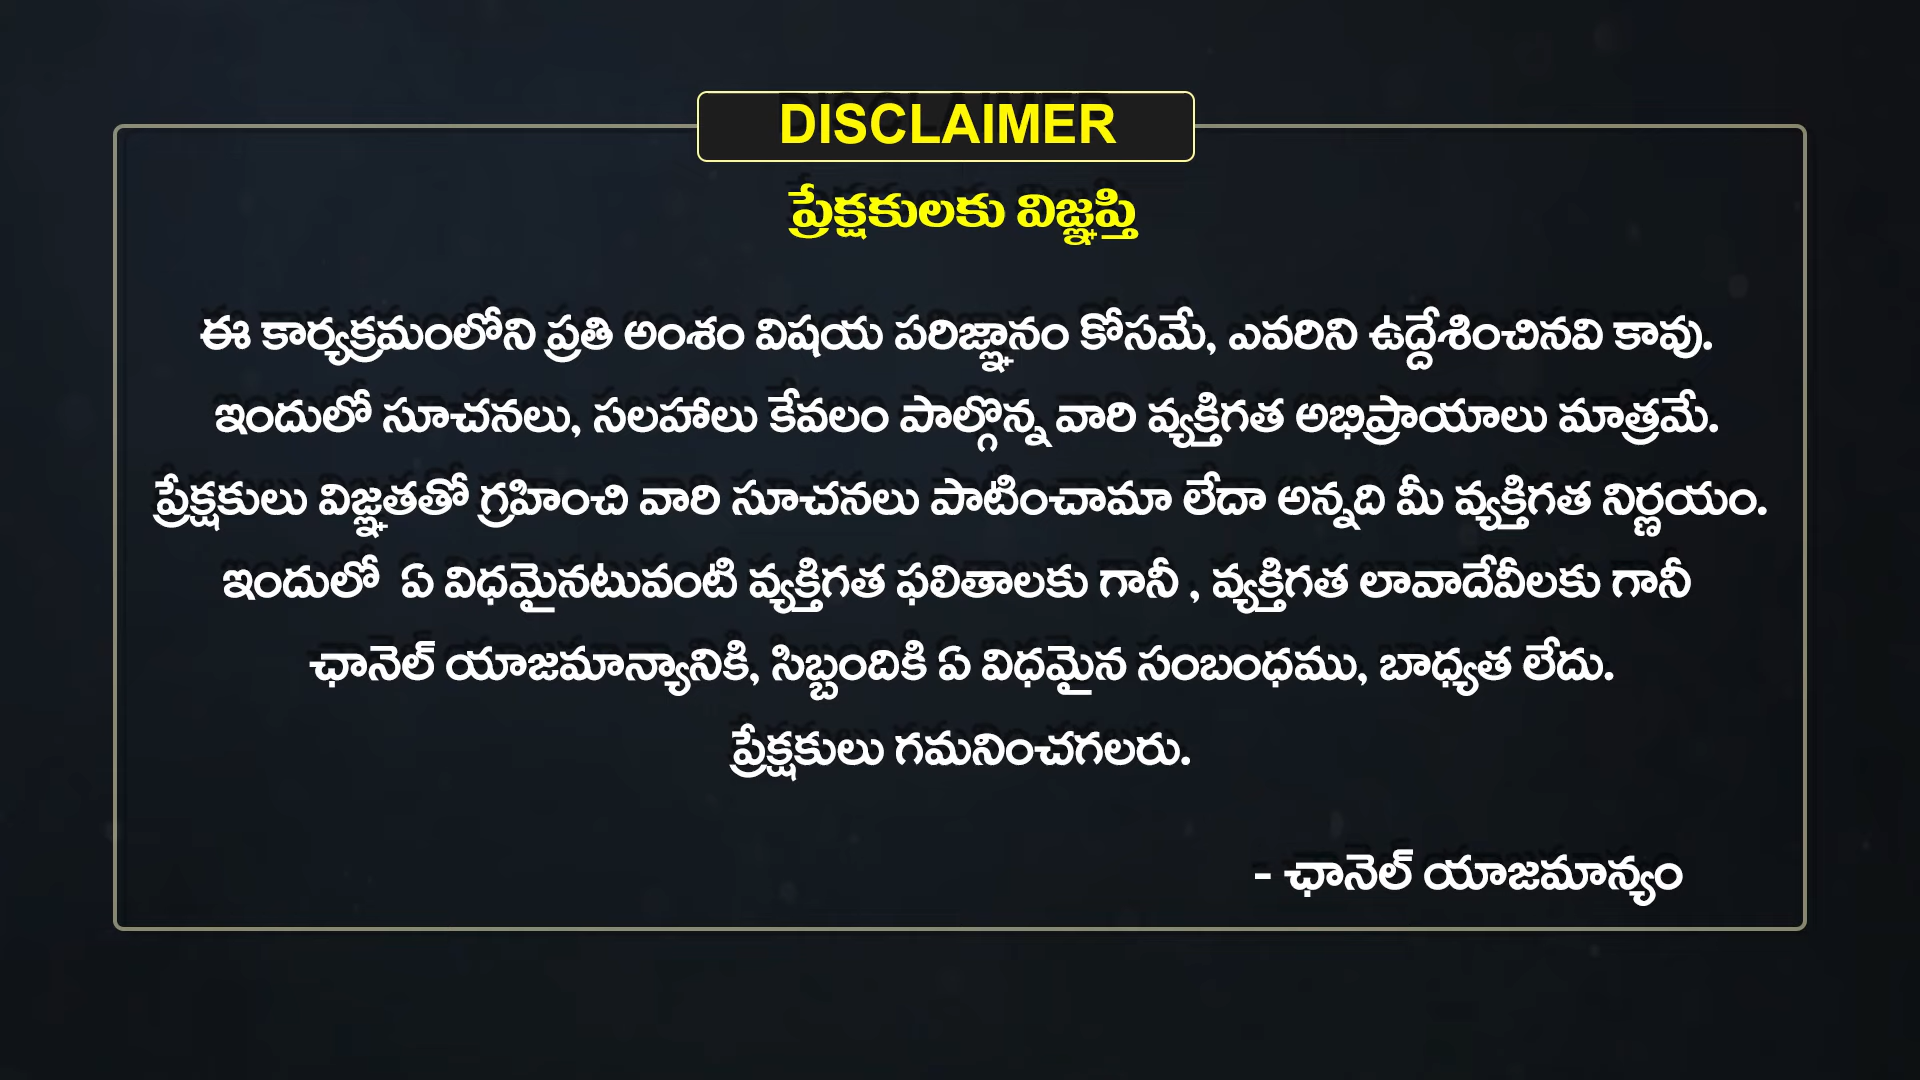 DISCLAIMER
ప్రేక్షకులకు విజ్ఞప్తి
ఈ కార్యక్రమంలోని ప్రతి అంశం విషయ పరిజ్ఞానం కోసమే, ఎవరిని ఉద్దేశించినవి కావు.
ఇందులో సూచనలు, సలహాలు కేవలం పాల్గొన్న వారి వ్యక్తిగత అభిప్రాయాలు మాత్రమే.
ప్రేక్షకులు విజ్ఞతతో గ్రహించి వారి సూచనలు పాటించామా లేదా అన్నది మీ వ్యక్తిగత నిర్ణయం.
ఇందులో ఏ విధమైనటువంటి వ్యక్తిగత ఫలితాలకు గానీ , వ్యక్తిగత లావాదేవీలకు గానీ
ఛానెల్ యాజమాన్యానికి, సిబ్బందికి ఏ విధమైన సంబంధము, బాధ్యత లేదు.
ప్రేక్షకులు గమనించగలరు.
- ఛానెల్ యాజమాన్యం